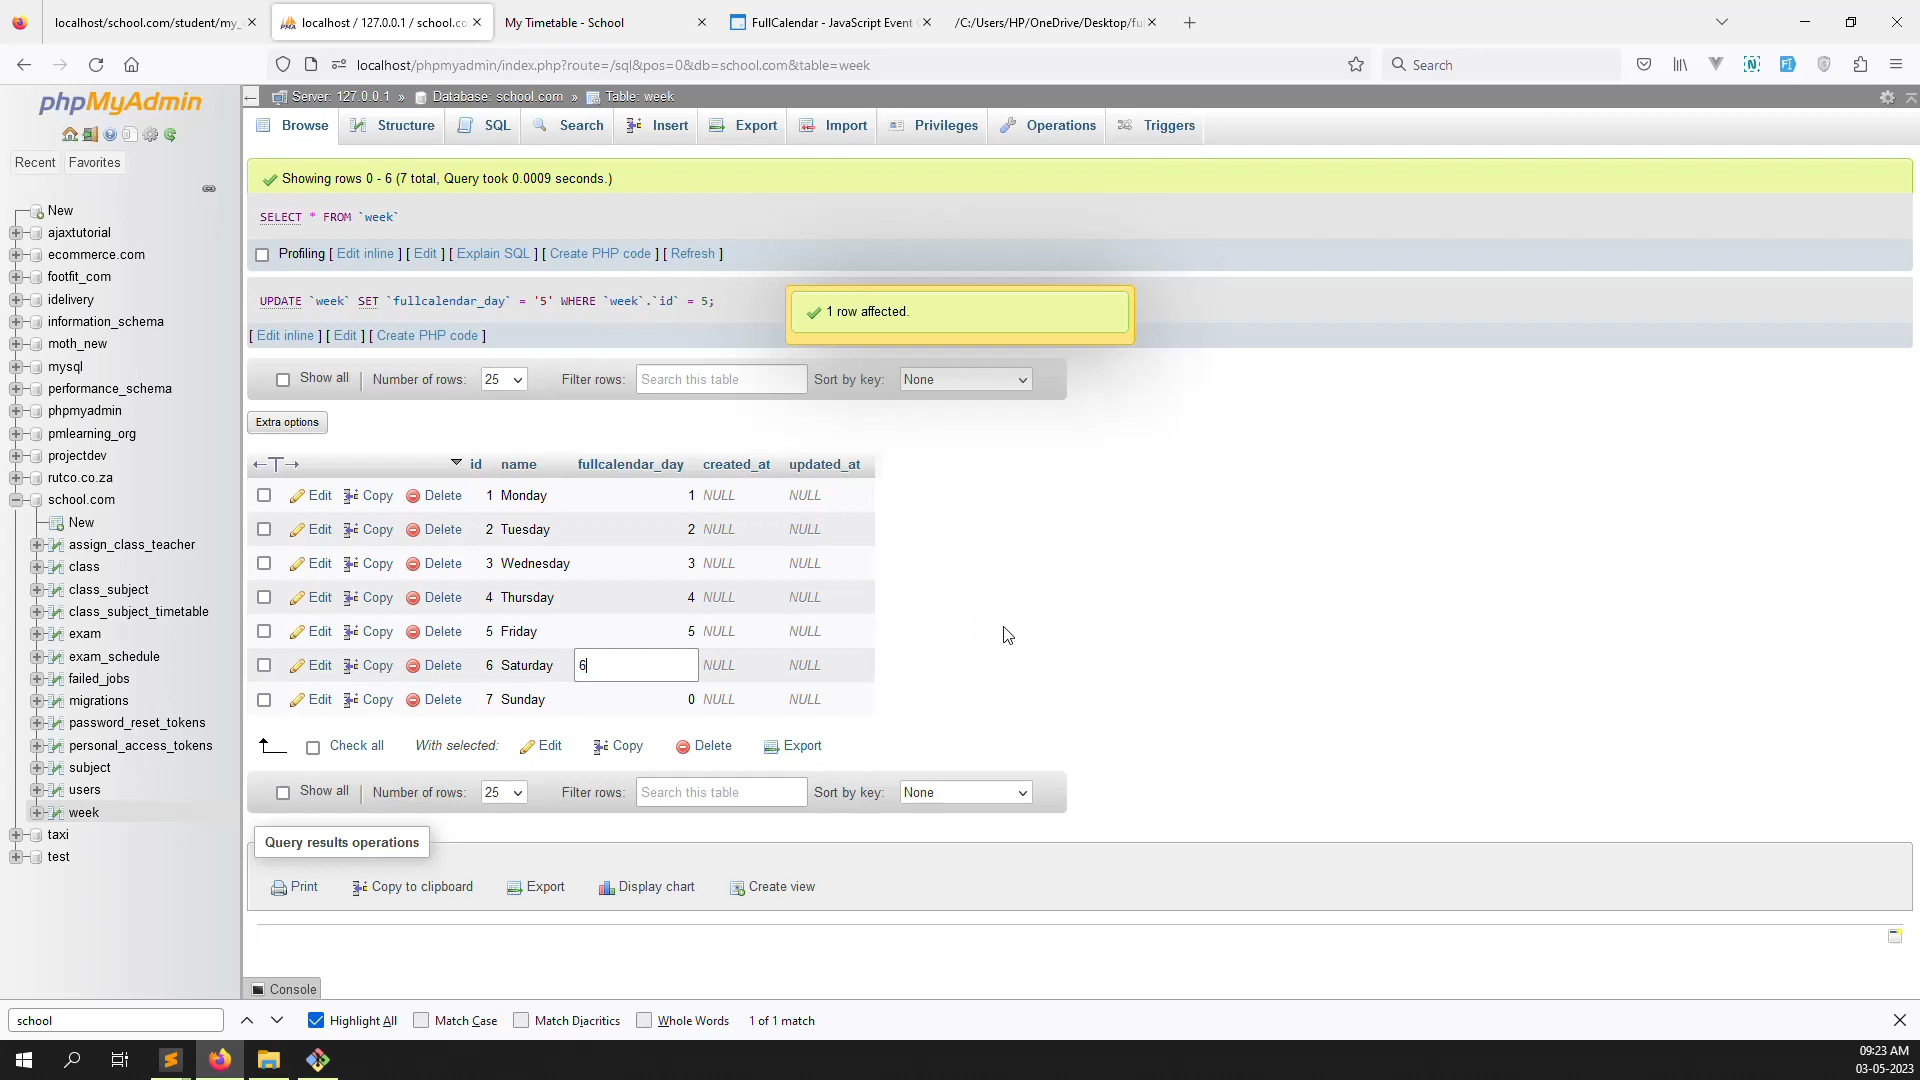 localhost/school.com/student/my_
localhost / 127.0.0.1 / school.co
My Timetable - School
FullCalendar - JavaScript Event
/C:/Users/HP/OneDrive/Desktop/fu
localhost/phpmyadmin/index.php?route=/sql&pos=0&db=school.com&table=week
Search
phpMyAdmin
Server: 127.0.0.1 » Database: school.com » Table: week
Browse Structure SQL Search Insert Export Import Privileges Operations Triggers
Recent Favorites
Showing rows 0 - 6 (7 total, Query took 0.0009 seconds.)
SELECT * FROM `week`
Profiling [ Edit inline ] [ Edit ] [ Explain SQL ] [ Create PHP code ] [ Refresh ]
UPDATE `week` SET `fullcalendar_day` = '5' WHERE `week`.`id` = 5;
1 row affected.
[ Edit inline ] [ Edit ] [ Create PHP code ]
Show all Number of rows: 25 Filter rows: Search this table Sort by key: None
Extra options
id name fullcalendar_day created_at updated_at
Edit Copy Delete 1 Monday 1 NULL NULL
Edit Copy Delete 2 Tuesday 2 NULL NULL
Edit Copy Delete 3 Wednesday 3 NULL NULL
Edit Copy Delete 4 Thursday 4 NULL NULL
Edit Copy Delete 5 Friday 5 NULL NULL
Edit Copy Delete 6 Saturday 6 NULL NULL
Edit Copy Delete 7 Sunday 0 NULL NULL
Check all With selected: Edit Copy Delete Export
Show all Number of rows: 25 Filter rows: Search this table Sort by key: None
Query results operations
Print Copy to clipboard Export Display chart Create view
Console
New
ajaxtutorial
ecommerce.com
footfit_com
idelivery
information_schema
moth_new
mysql
performance_schema
phpmyadmin
pmlearning_org
projectdev
rutco.co.za
school.com
New
assign_class_teacher
class
class_subject
class_subject_timetable
exam
exam_schedule
failed_jobs
migrations
password_reset_tokens
personal_access_tokens
subject
users
week
taxi
test
school Highlight All Match Case Match Diacritics Whole Words 1 of 1 match
09:23 AM
03-05-2023